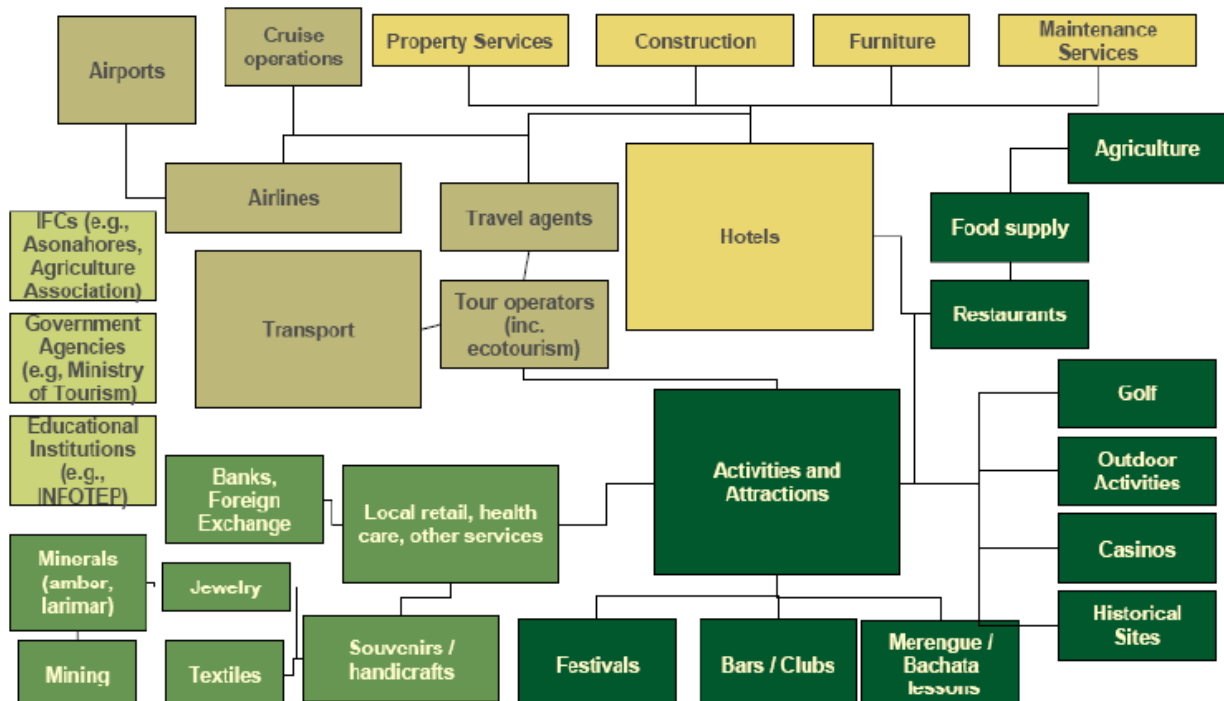 Airports
Cruise
operations
Property Services
Construction
Furniture
Maintenance
Services
Agriculture
Airlines
Travel agents
Hotels
Food supply
IFCs (e.g.,
Asonahores,
Agriculture
Association)
Transport
Tour operators
(inc.
ecotourism)
Restaurants
Government
Agencies
(e.g, Ministry
of Tourism)
Golf
Educational
Institutions
(e.g.,
INFOTEP)
Banks,
Foreign
Exchange
Local retail, health
care, other services
Activities and
Attractions
Outdoor
Activities
Casinos
Minerals
(amber,
larimar)
Jewelry
Historical
Sites
Mining
Textiles
Souvenirs /
handicrafts
Festivals
Bars / Clubs
Merengue /
Bachata
lessons